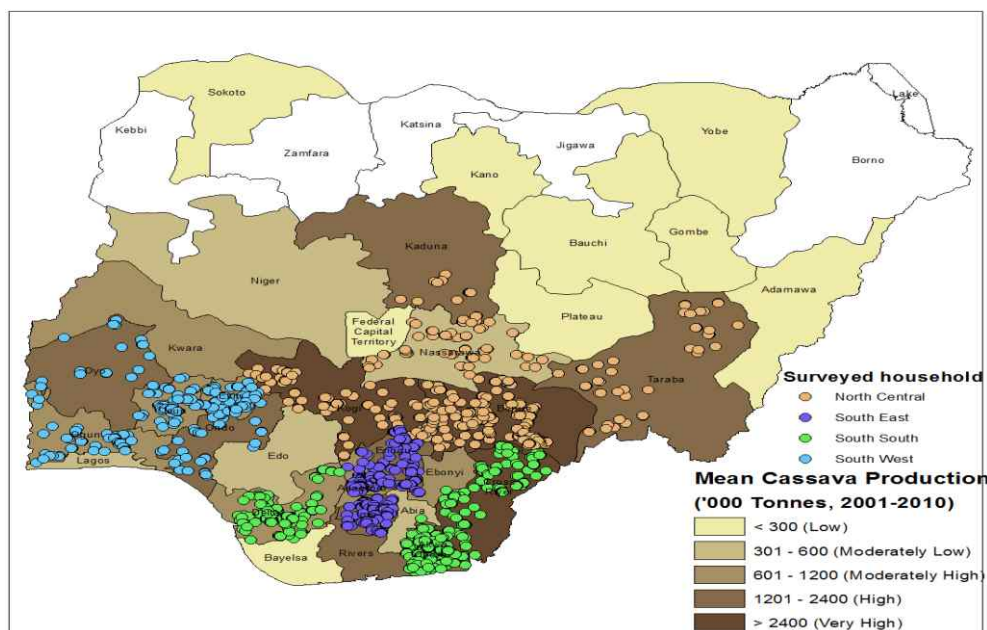 Sokoto
Lake
Katsina
Yobe
Kebbi
Jigawa
Zamfara
Borno
Kano
Gombe
Kaduna
Bauchi
Niger
Adamawa
Federal
Capital
Territory
Plateau
Kwara
Nassarawa
Oyo
Taraba
Surveyed household
North Central
South East
South South
South West
Kogi
Ondo
Ogun
Edo
Lagos
Ebonyi
Abia
Rivers
Bayelsa
Mean Cassava Production
('000 Tonnes, 2001-2010)
< 300 (Low)
301 - 600 (Moderately Low)
601 - 1200 (Moderately High)
1201 - 2400 (High)
> 2400 (Very High)